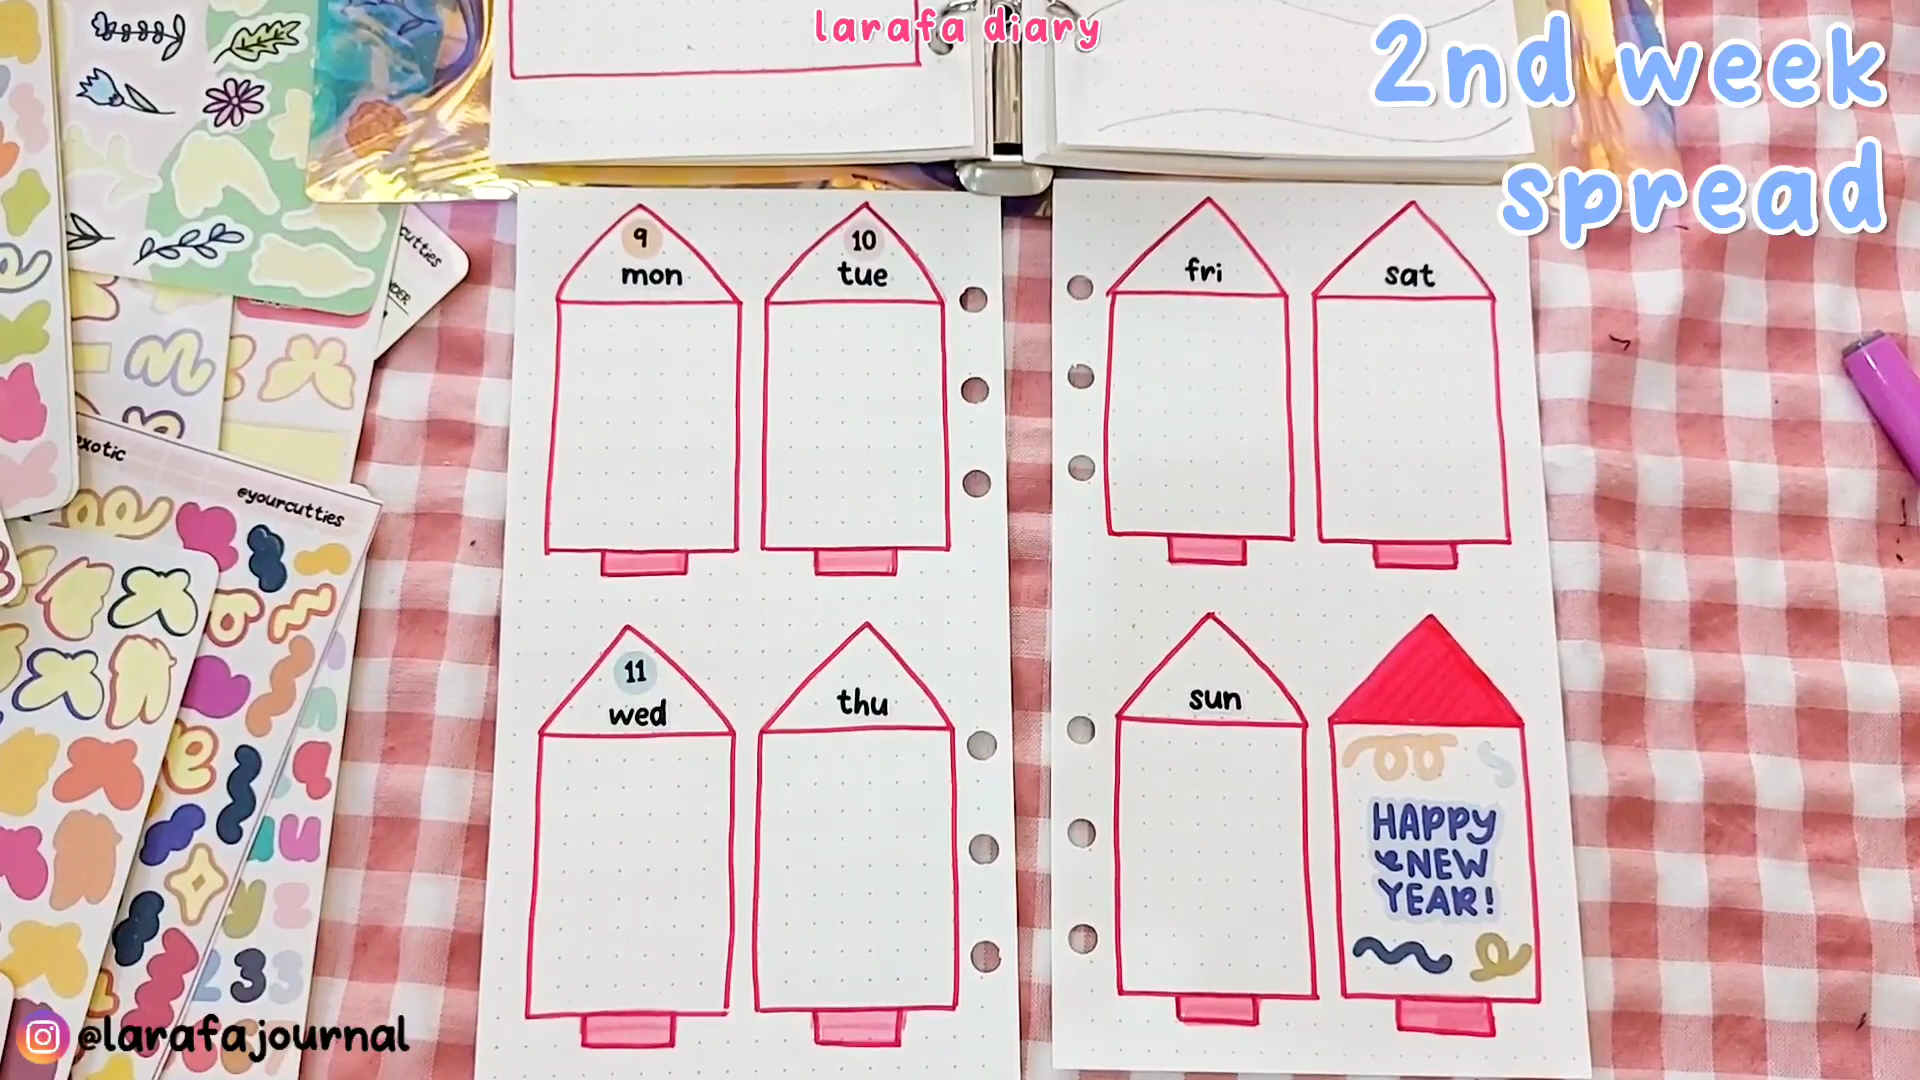 larafa diary
2nd week
spread
cutties
exotic
@yourcutties
9
mon
10
tue
fri
sat
11
wed
thu
sun
HAPPY
NEW
YEAR!
@larafajournal